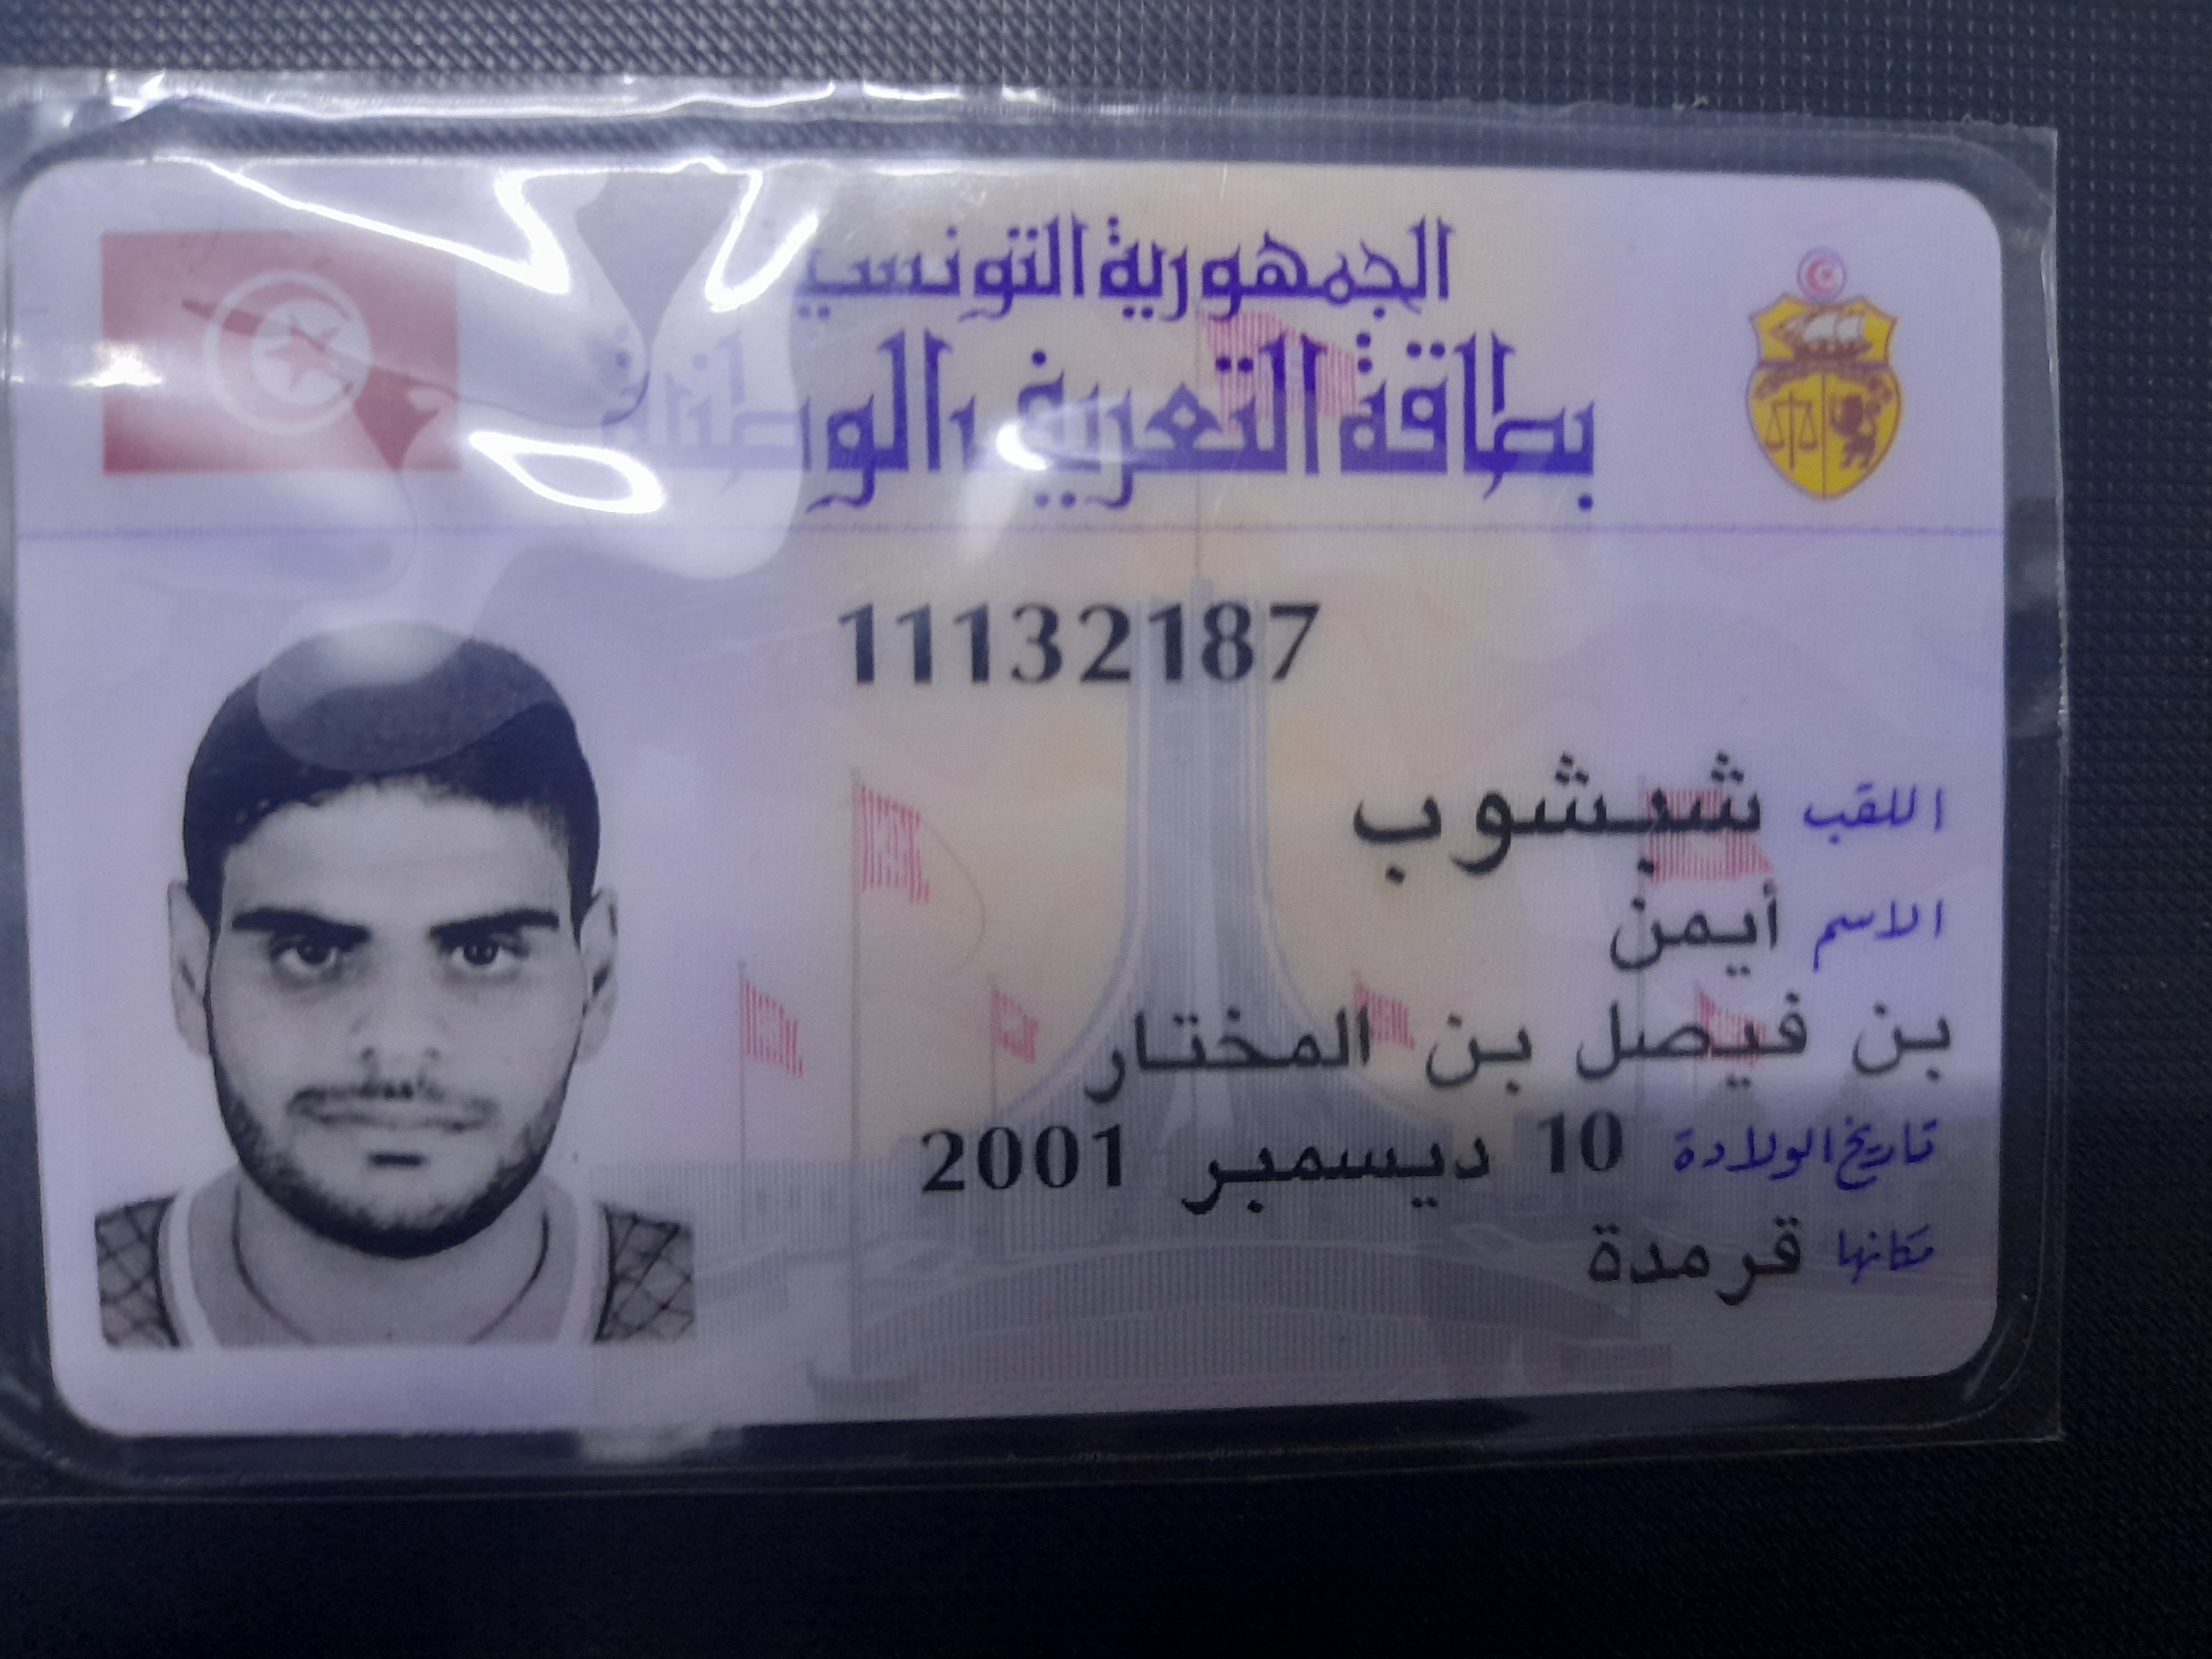 الجمهورية التونسية
بطاقة التعريف الوطنية
11132187
اللقب شبشوب
الاسم أيمن
بن فيصل بن المختار
تاريخ الولادة 10 ديسمبر 2001
مكانها قرمدة